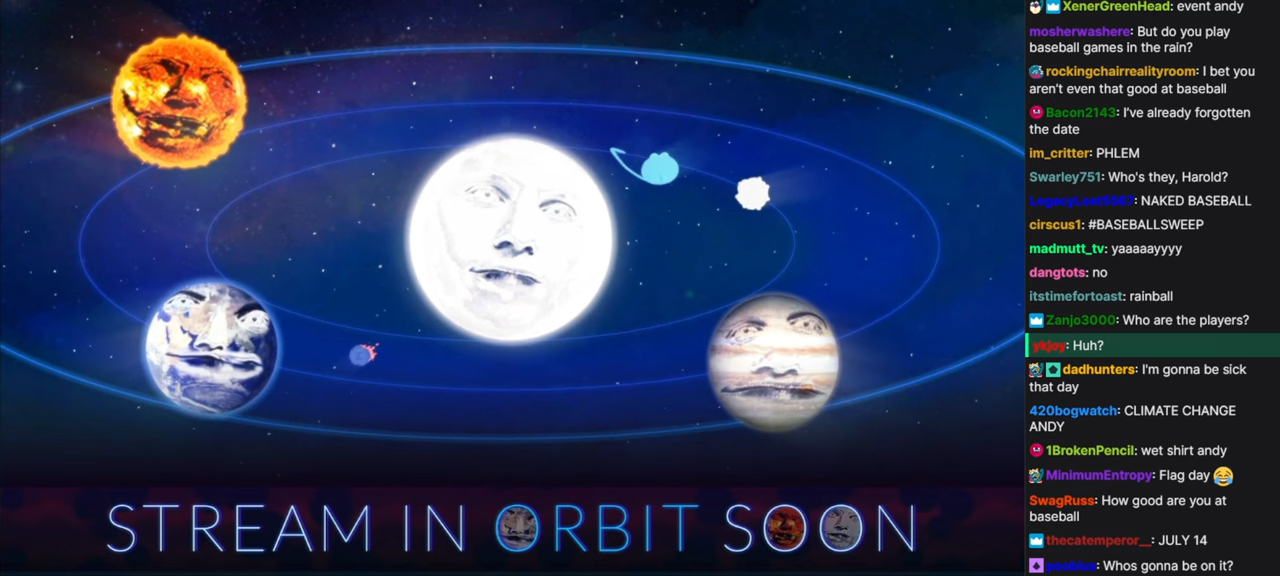 XenerGreenHead: event andy
mosherwashere: But do you play
baseball games in the rain?
rockingchairrealityroom: I bet you
aren't even that good at baseball
Bacon2143: I've already forgotten
the date
im_critter: PHLEM
Swarley751: Who's they, Harold?
: NAKED BASEBALL
cirscus1: #BASEBALLSWEEP
madmutt_tv: yaaaaayyyy
dangtots: no
itstimefortoast: rainball
Zanjo3000: Who are the players?
ykjoy: Huh?
dadhunters: I'm gonna be sick
that day
420bogwatch: CLIMATE CHANGE
ANDY
1BrokenPencil: wet shirt andy
MinimumEntropy: Flag day 😂
SwagRuss: How good are you at
baseball
thecatemperor__: JULY 14
: Whos gonna be on it?
STREAM IN ORBIT SOON